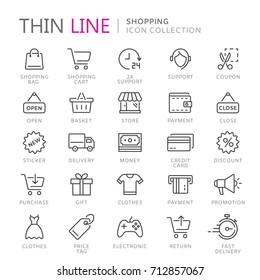 THIN LINE | SHOPPING
ICON COLLECTION
SHOPPING BAG
SHOPPING CART
24 SUPPORT
SUPPORT
COUPON
24
OPEN
BASKET
STORE
PAYMENT
CLOSE
NEW
STICKER
DELIVERY
MONEY
CREDIT CARD
DISCOUNT
PURCHASE
GIFT
CLOTHES
PAYMENT
PROMOTION
CLOTHES
PRICE TAG
ELECTRONIC
RETURN
FAST DELIVERY
shutterstock.com · 712857067